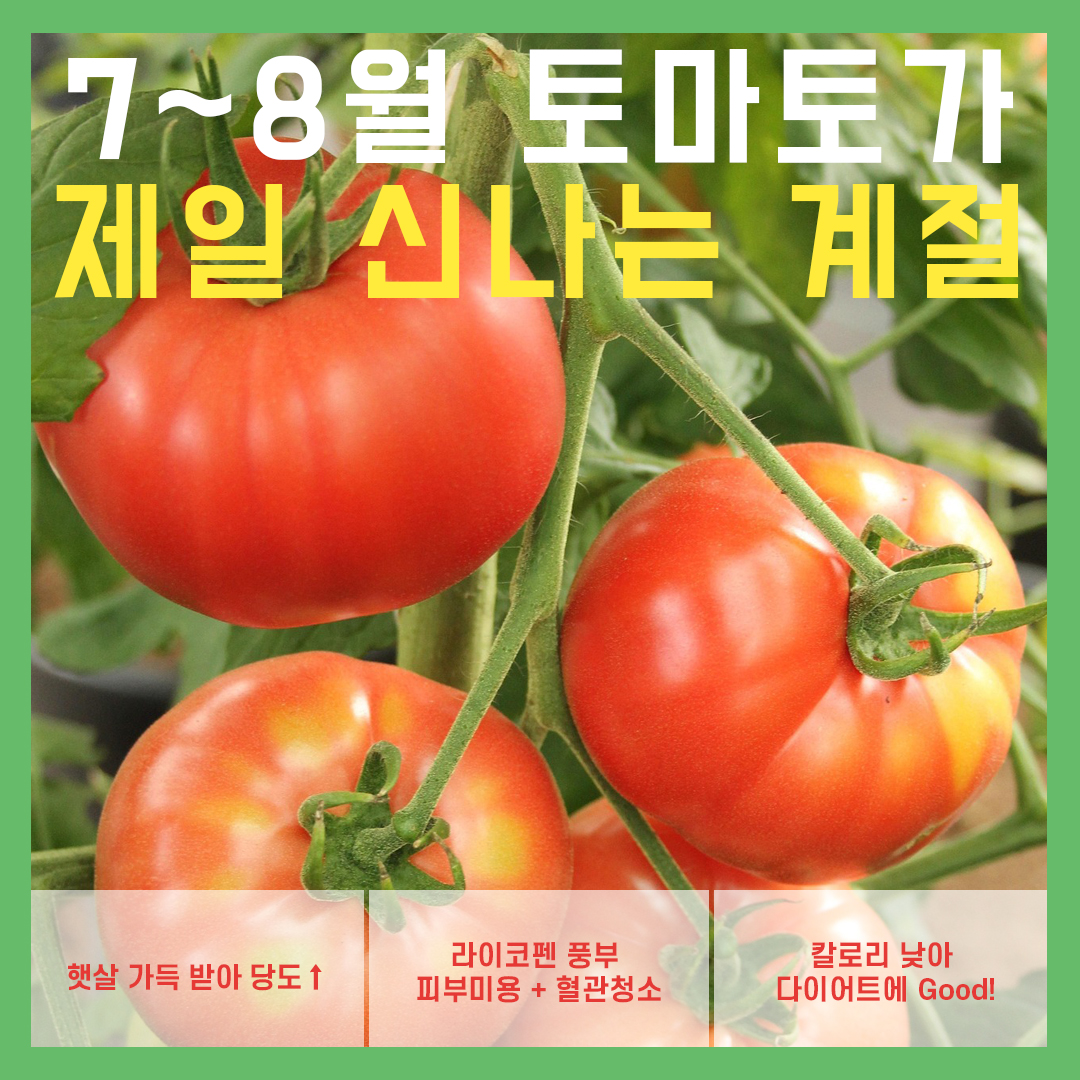 7~8월 토마토가
제일 신나는 계절
햇살 가득 받아 당도↑
라이코펜 풍부
피부미용 + 혈관청소
칼로리 낮아
다이어트에 Good!